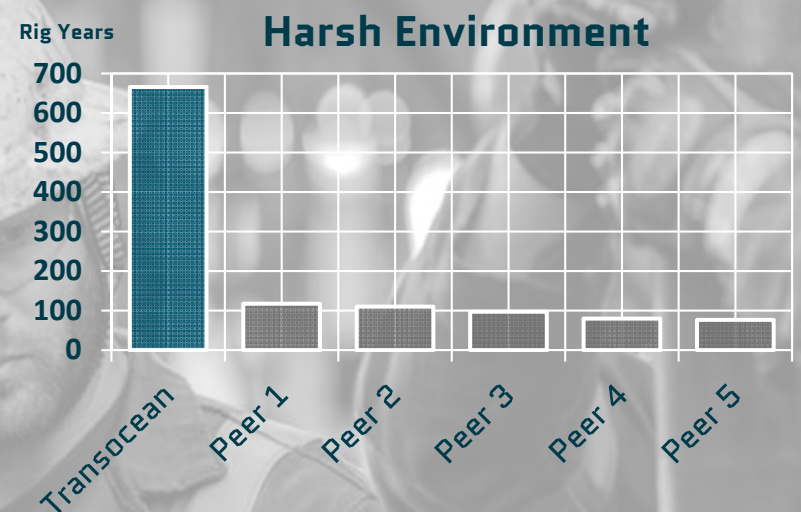 Harsh Environment
Rig Years
700
600
500
400
300
200
100
0
Transocean
Peer 1
Peer 2
Peer 3
Peer 4
Peer 5